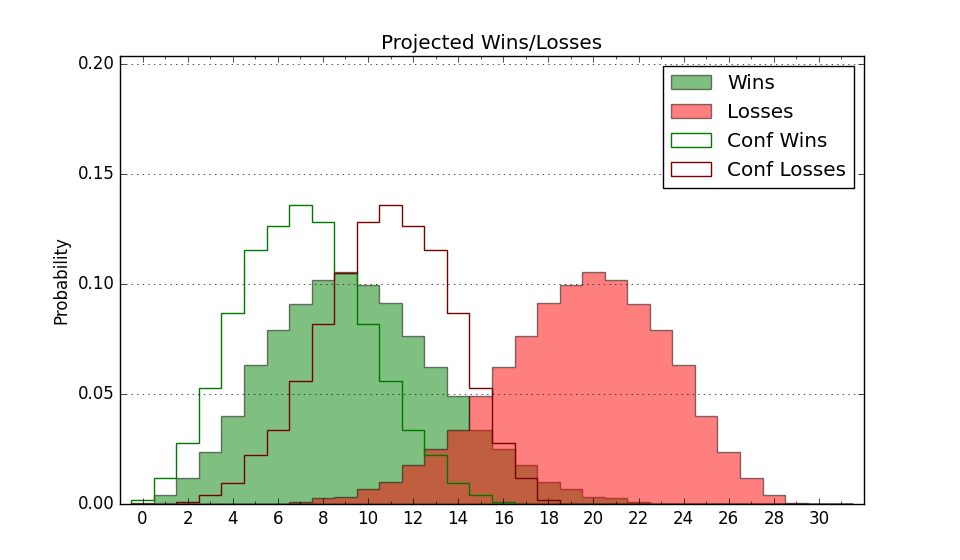 Projected Wins/Losses
0.20
0.15
0.10
0.05
0.00
Probability
Wins
Losses
Conf Wins
Conf Losses
0 2 4 6 8 10 12 14 16 18 20 22 24 26 28 30